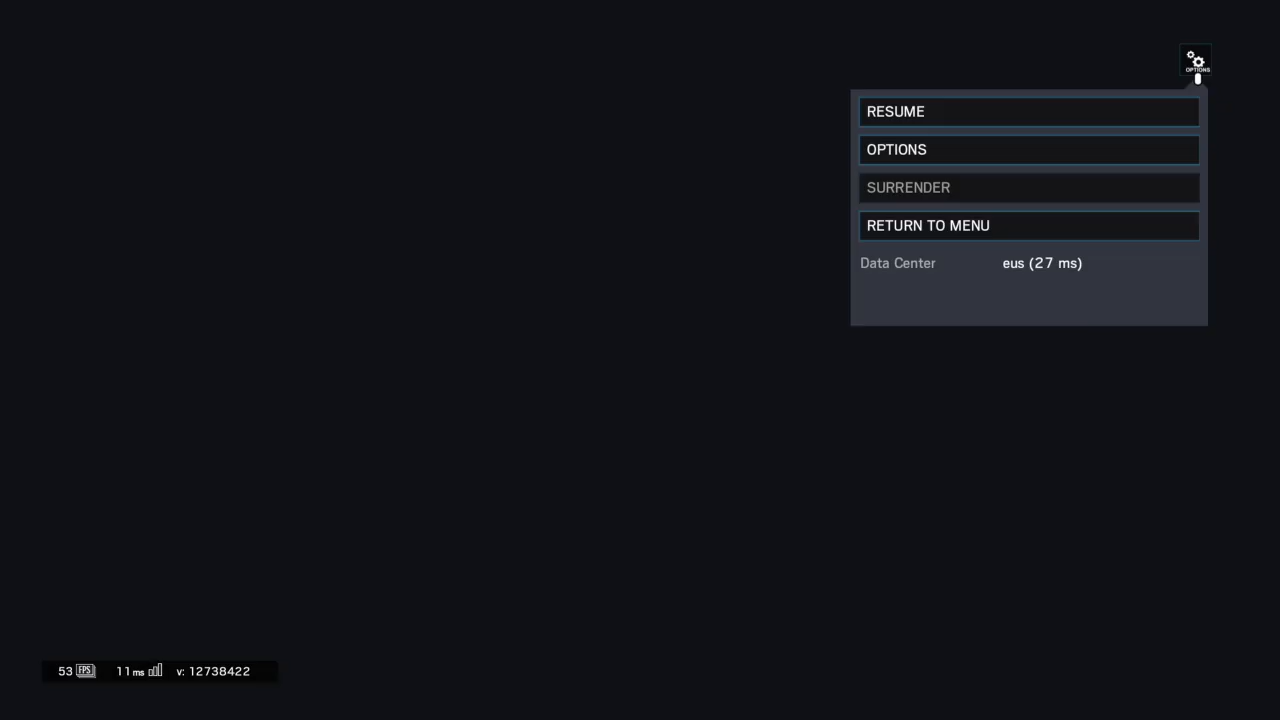 OPTIONS
RESUME
OPTIONS
SURRENDER
RETURN TO MENU
Data Center eus (27 ms)
53 FPS 11 ms v: 12738422